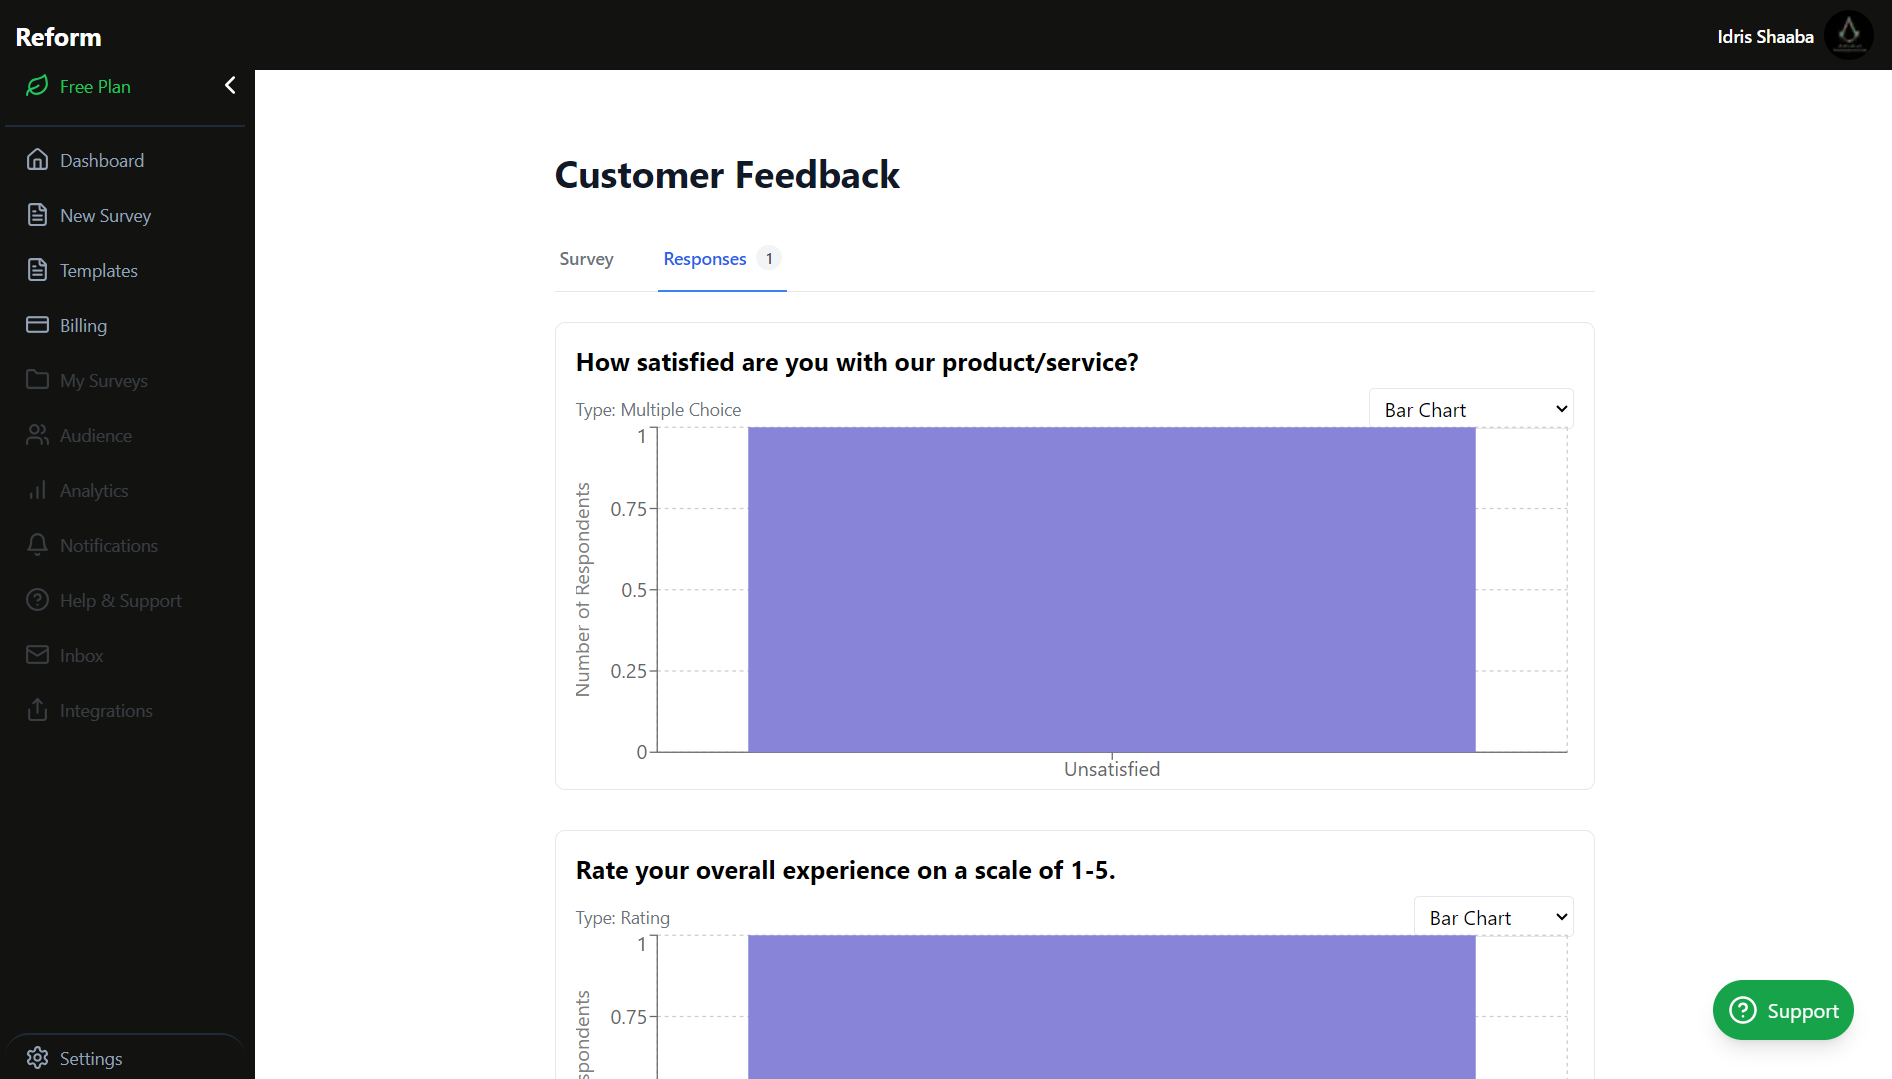 Reform
Idris Shaaba
Free Plan
Dashboard
New Survey
Templates
Billing
My Surveys
Audience
Analytics
Notifications
Help & Support
Inbox
Integrations
Settings
Customer Feedback
Survey
Responses 1
How satisfied are you with our product/service?
Type: Multiple Choice
Bar Chart
Number of Respondents
1
0.75
0.5
0.25
0
Unsatisfied
Rate your overall experience on a scale of 1-5.
Type: Rating
Bar Chart
1
0.75
spondents
Support